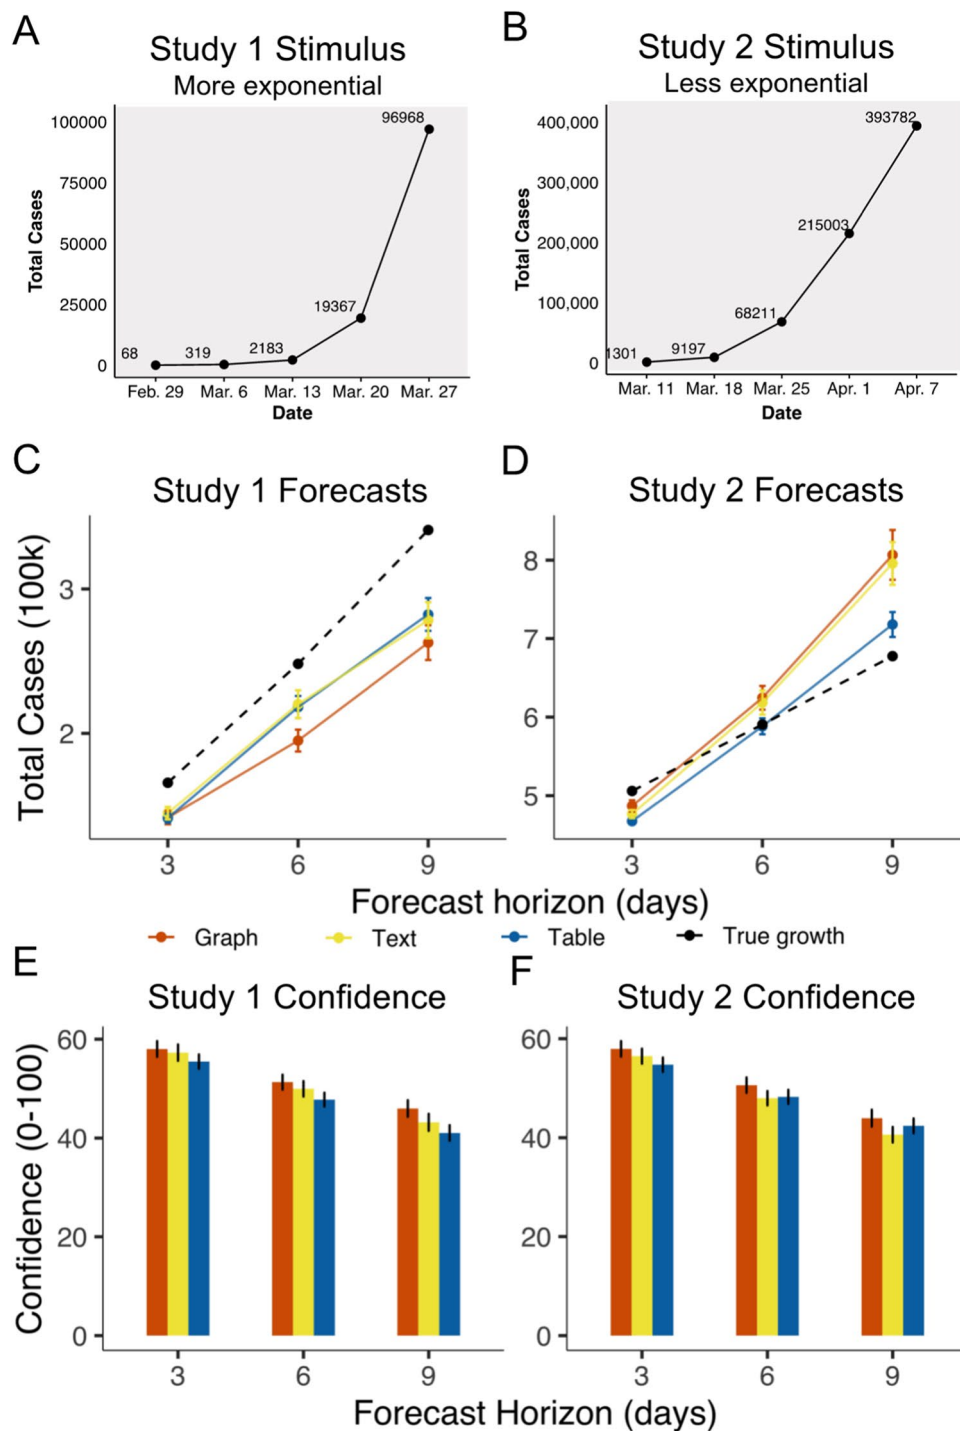 A
Study 1 Stimulus
More exponential
100000
75000
50000
25000
0
Total Cases
68
319
2183
19367
96968
Feb. 29 Mar. 6 Mar. 13 Mar. 20 Mar. 27
Date
B
Study 2 Stimulus
Less exponential
400,000
300,000
200,000
100,000
0
Total Cases
1301
9197
68211
215003
393782
Mar. 11 Mar. 18 Mar. 25 Apr. 1 Apr. 7
Date
C
Study 1 Forecasts
Total Cases (100k)
3
2
3 6 9
D
Study 2 Forecasts
8
7
6
5
3 6 9
Forecast horizon (days)
Graph Text Table True growth
E
Study 1 Confidence
Confidence (0-100)
60
40
20
0
3 6 9
F
Study 2 Confidence
60
40
20
0
3 6 9
Forecast Horizon (days)